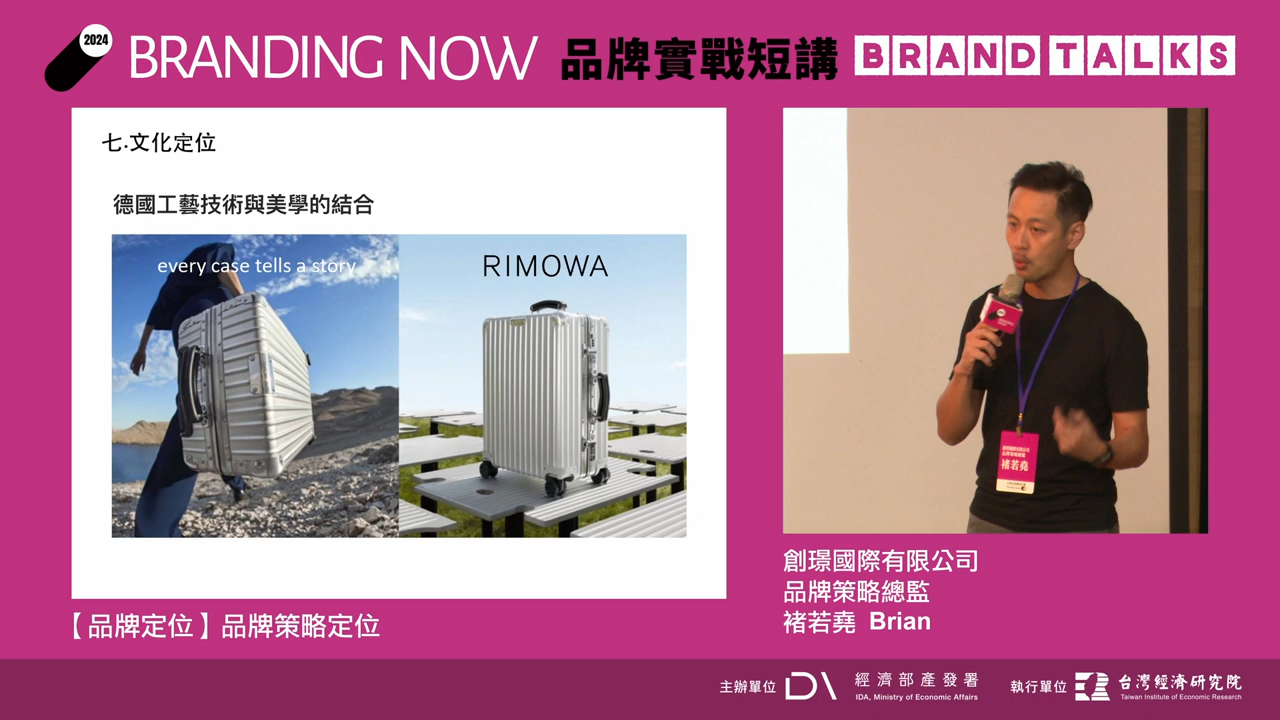 2024
BRANDING NOW 品牌實戰短講 BRAND TALKS
七.文化定位
德國工藝技術與美學的結合
every case tells a story
RIMOWA
褚若堯
創璟國際有限公司
品牌策略總監
褚若堯 Brian
【品牌定位】品牌策略定位
主辦單位
經濟部產發署
IDA, Ministry of Economic Affairs
執行單位
台灣經濟研究院
Taiwan Institute of Economic Research